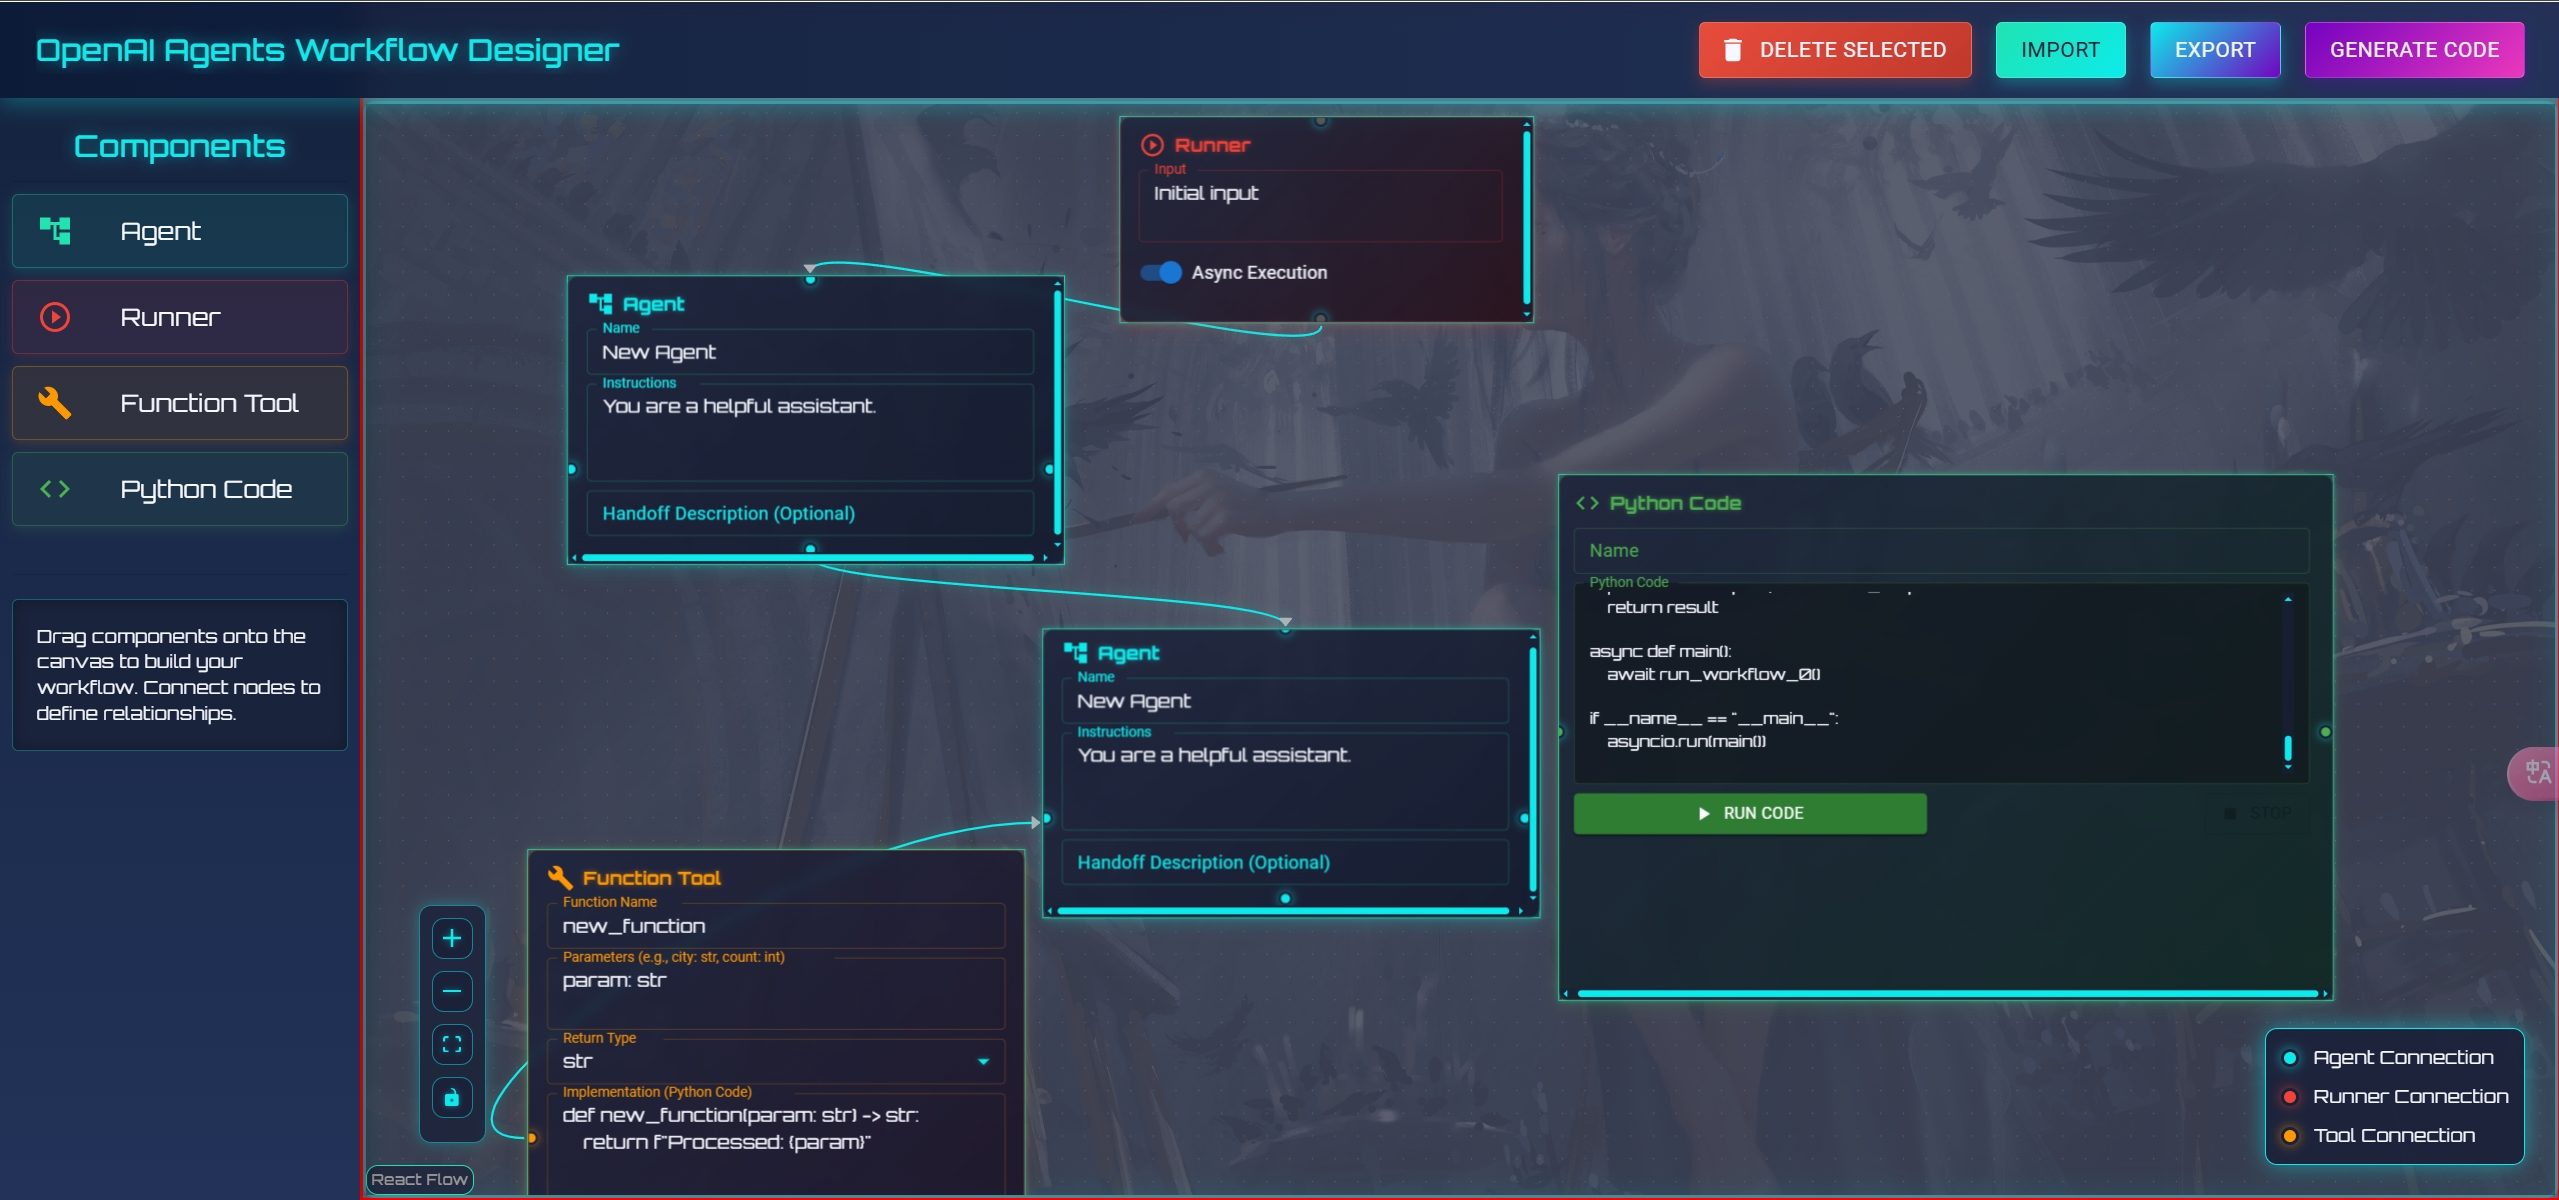 OpenAI Agents Workflow Designer
DELETE SELECTED
IMPORT
EXPORT
GENERATE CODE
Components
Agent
Runner
Function Tool
Python Code
Drag components onto the
canvas to build your
workflow. Connect nodes to
define relationships.
Runner
Input
Initial input
Async Execution
Agent
Name
New Agent
Instructions
You are a helpful assistant.
Handoff Description (Optional)
Agent
Name
New Agent
Instructions
You are a helpful assistant.
Handoff Description (Optional)
Python Code
Name
Python Code
return result
async def main():
await run_workflow_0()
if __name__ == "__main__":
asyncio.run(main())
RUN CODE
STOP
Function Tool
Function Name
new_function
Parameters (e.g., city: str, count: int)
param: str
Return Type
str
Implementation (Python Code)
def new_function(param: str) -> str:
return f"Processed: {param}"
Agent Connection
Runner Connection
Tool Connection
React Flow
中A